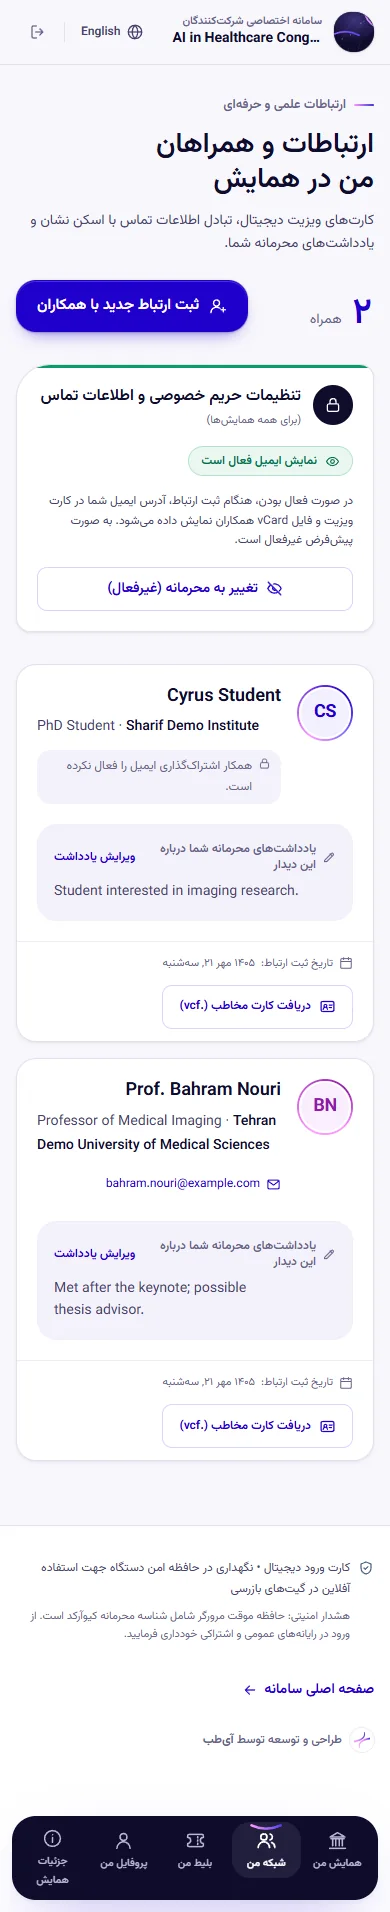 سامانه اختصاصی شرکت‌کنندگان
AI in Healthcare Cong...
English
ارتباطات علمی و حرفه‌ای
ارتباطات و همراهان
من در همایش
کارت‌های ویزیت دیجیتال، تبادل اطلاعات تماس با اسکن نشان و
یادداشت‌های محرمانه شما.
۲ همراه
ثبت ارتباط جدید با همکاران
تنظیمات حریم خصوصی و اطلاعات تماس
(برای همه همایش‌ها)
نمایش ایمیل فعال است
در صورت فعال بودن، هنگام ثبت ارتباط، آدرس ایمیل شما در کارت
ویزیت و فایل vCard همکاران نمایش داده می‌شود. به صورت
پیش‌فرض غیرفعال است.
تغییر به محرمانه (غیرفعال)
CS
Cyrus Student
PhD Student · Sharif Demo Institute
همکار اشتراک‌گذاری ایمیل را فعال نکرده
است.
یادداشت‌های محرمانه شما درباره
این دیدار
ویرایش یادداشت
Student interested in imaging research.
تاریخ ثبت ارتباط: ۱۴۰۵ مهر ۲۱, سه‌شنبه
دریافت کارت مخاطب (.vcf)
BN
Prof. Bahram Nouri
Professor of Medical Imaging · Tehran
Demo University of Medical Sciences
bahram.nouri@example.com
یادداشت‌های محرمانه شما درباره
این دیدار
ویرایش یادداشت
Met after the keynote; possible
thesis advisor.
تاریخ ثبت ارتباط: ۱۴۰۵ مهر ۲۱, سه‌شنبه
دریافت کارت مخاطب (.vcf)
کارت ورود دیجیتال • نگهداری در حافظه امن دستگاه جهت استفاده
آفلاین در گیت‌های بازرسی
هشدار امنیتی: حافظه موقت مرورگر شامل شناسه محرمانه کیوآرکد است. از
ورود در رایانه‌های عمومی و اشتراکی خودداری فرمایید.
صفحه اصلی سامانه
طراحی و توسعه توسط آی‌طب
همایش من
شبکه من
بلیط من
پروفایل من
جزئیات
همایش